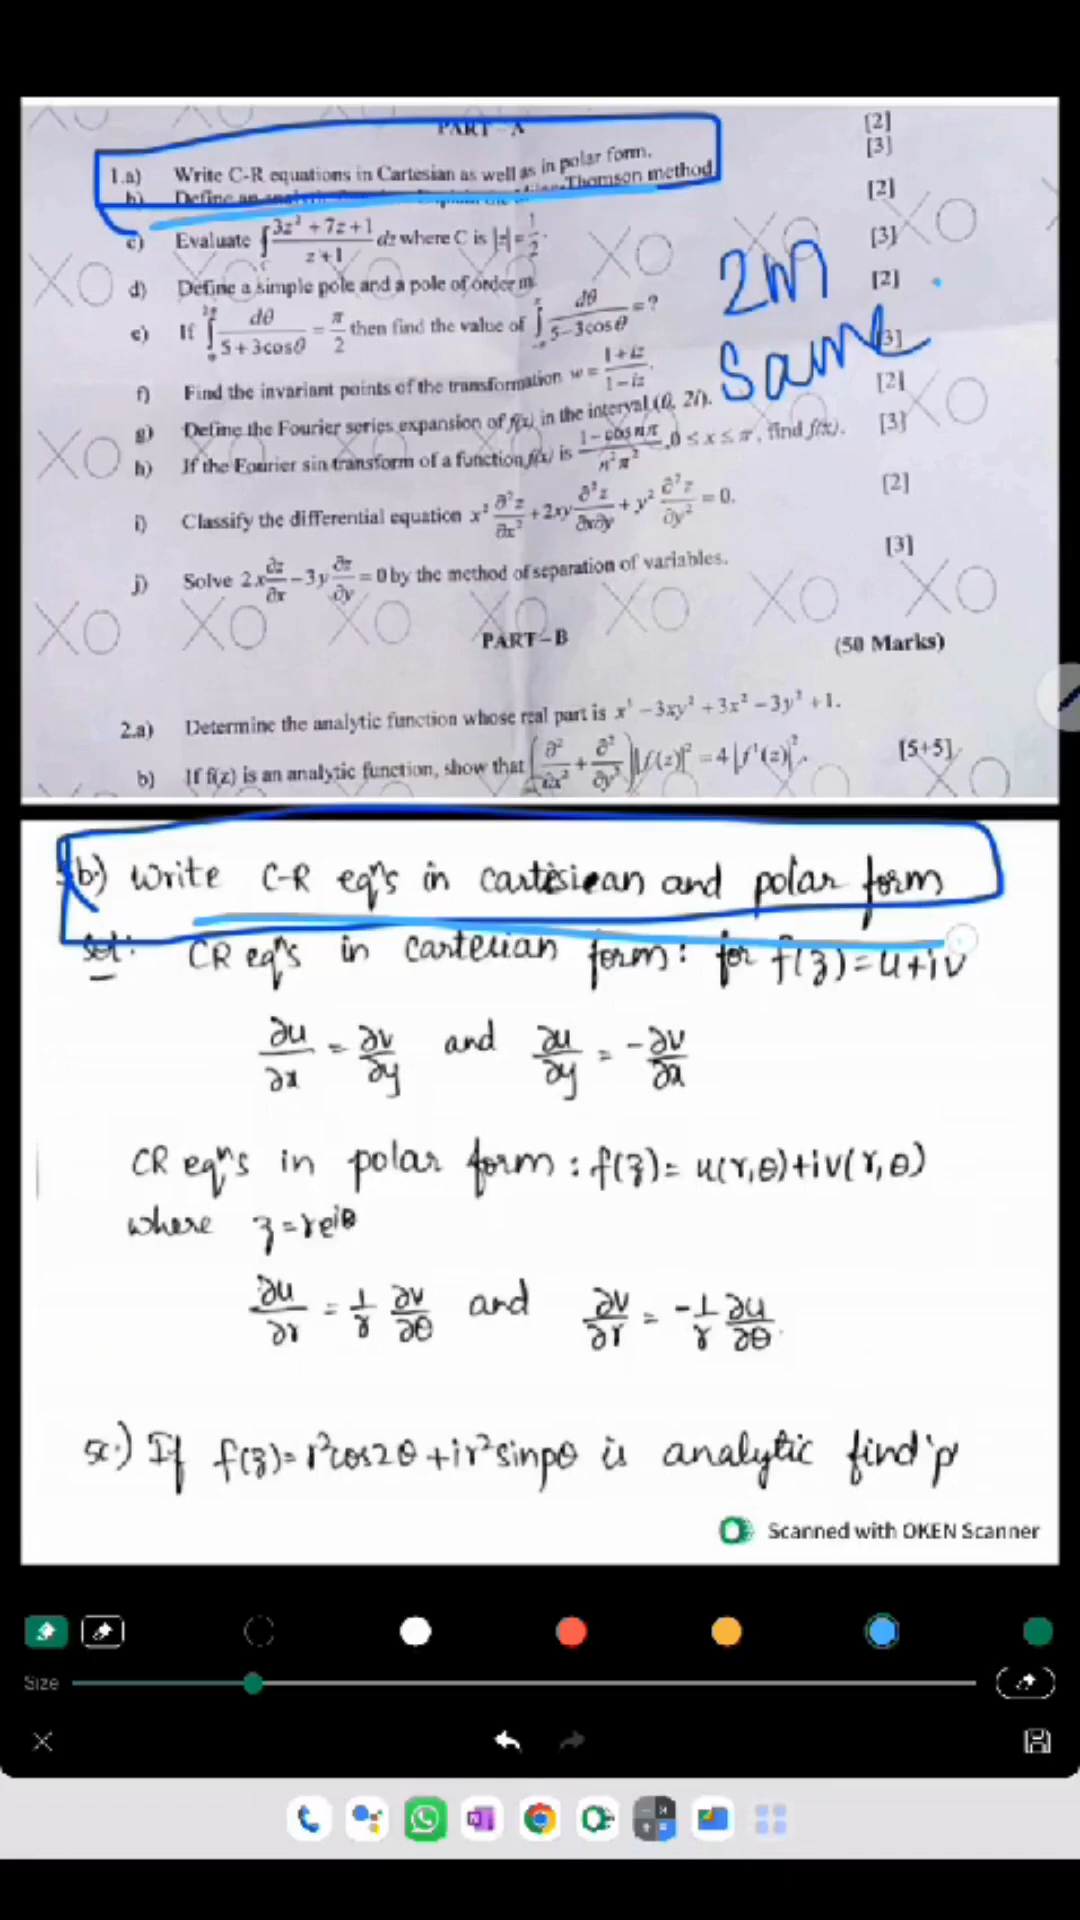 PART-A
[2]
[3]
1.a) Write C-R equations in Cartesian as well as in polar form.
b) Define an Thomson method
[2]
c) Evaluate ∫ 3z² + 7z + 1 / z + 1 dz where C is |z| = 1/2.
[3]
d) Define a simple pole and a pole of order m
[2]
e) If ∫ dθ / 5 + 3cosθ = π/2 then find the value of ∫ dθ / 5 − 3cosθ = ?
[3]
f) Find the invariant points of the transformation w = 1 + iz / 1 − iz.
[2]
g) Define the Fourier series expansion of f(x) in the interval (0, 2l).
[3]
h) If the Fourier sin transform of a function f(x) is 1 − cos nπ / n²π², 0 ≤ x ≤ π, find f(x).
[2]
i) Classify the differential equation x² ∂²z/∂x² + 2xy ∂²z/∂x∂y + y² ∂²z/∂y² = 0.
[3]
j) Solve 2x ∂z/∂x − 3y ∂z/∂y = 0 by the method of separation of variables.
2M
Same
PART-B
(50 Marks)
2.a) Determine the analytic function whose real part is x³ − 3xy² + 3x² − 3y² + 1.
b) If f(z) is an analytic function, show that (∂²/∂x² + ∂²/∂y²)|f(z)|² = 4|f'(z)|².
[5+5]
b.) Write C-R eqⁿs in cartesiean and polar form
Sol: CR eqⁿs in cartesian form: for f(z) = u+iv
∂u/∂x = ∂v/∂y and ∂u/∂y = -∂v/∂x
CR eqⁿs in polar form: f(z) = u(r,θ)+iv(r,θ)
where z=re^iθ
∂u/∂r = 1/r ∂v/∂θ and ∂v/∂r = -1/r ∂u/∂θ.
5c.) If f(z)= r²cos2θ+ir²sinpθ is analytic find 'p
Scanned with OKEN Scanner
Size